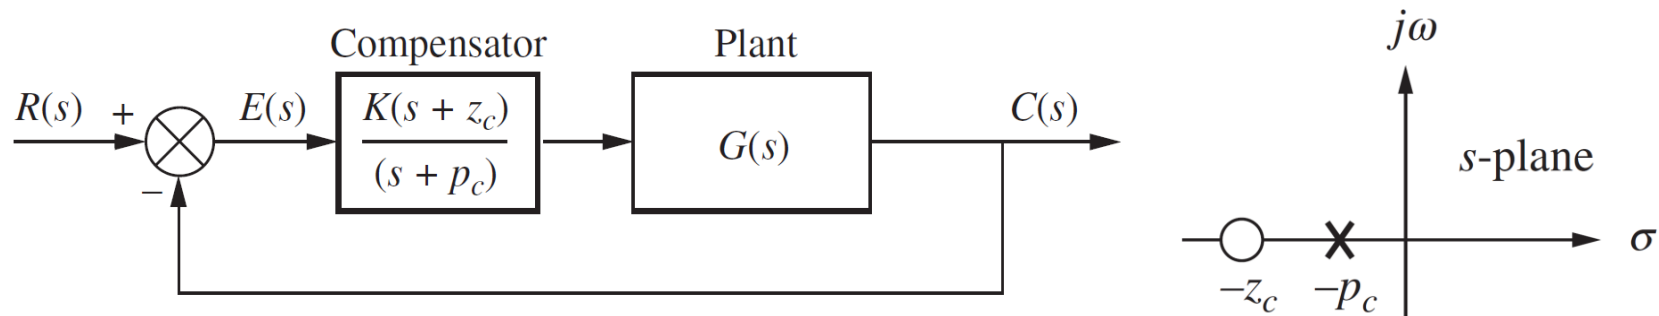 Compensator
Plant
R(s)
+
−
E(s)
K(s + z_c)
(s + p_c)
G(s)
C(s)
jω
s-plane
σ
−z_c
−p_c